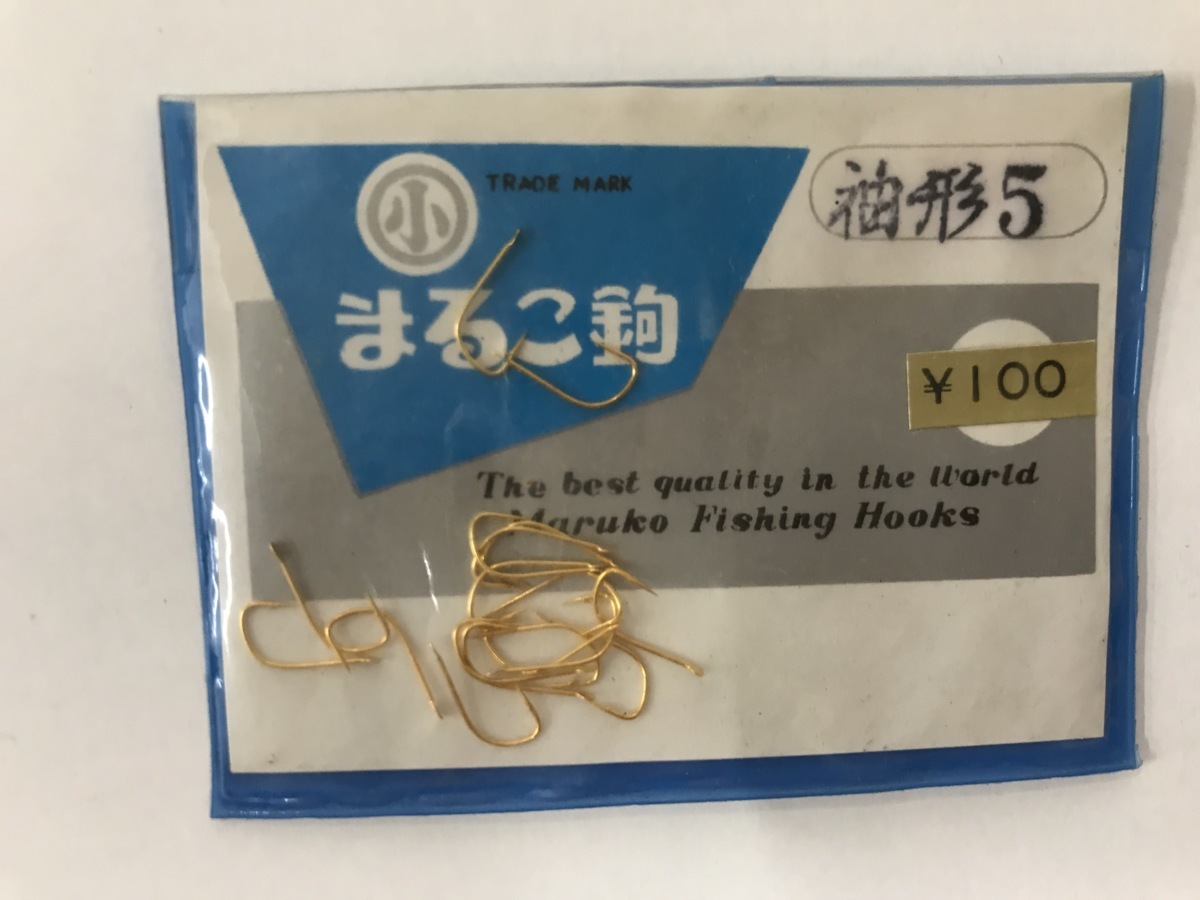 小
TRADE MARK
袖形5
まるこ鉤
¥100
The best quality in the World
Maruko Fishing Hooks